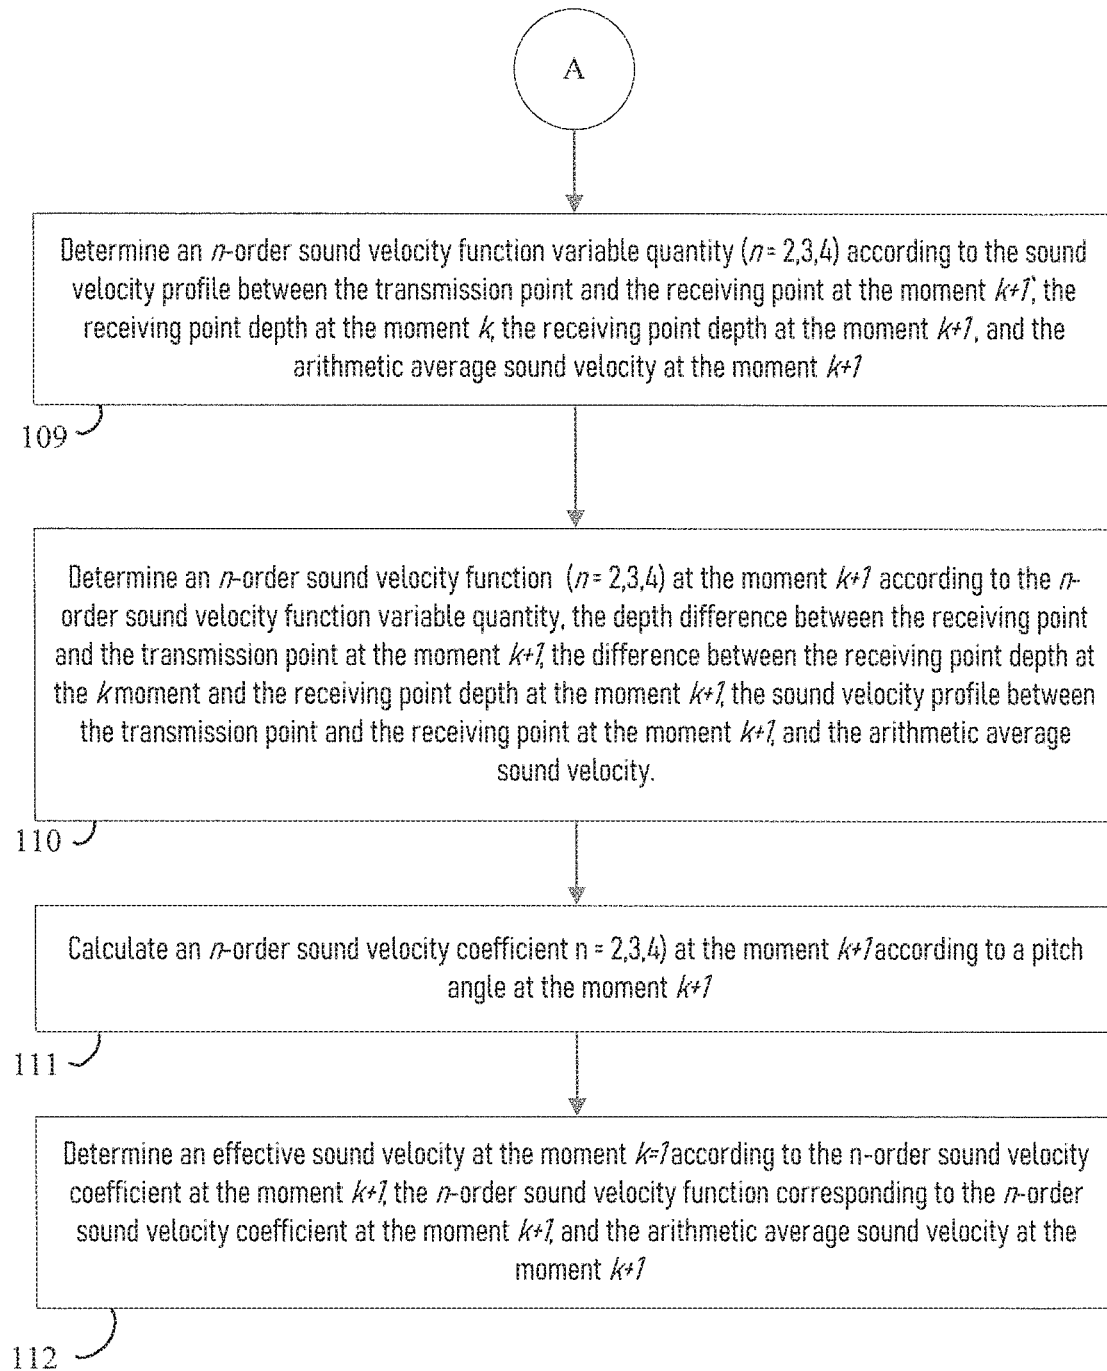 A
Determine an n-order sound velocity function variable quantity (n = 2,3,4) according to the sound
velocity profile between the transmission point and the receiving point at the moment k+1, the
receiving point depth at the moment k, the receiving point depth at the moment k+1, and the
arithmetic average sound velocity at the moment k+1
109
Determine an n-order sound velocity function (n = 2,3,4) at the moment k+1 according to the n-
order sound velocity function variable quantity, the depth difference between the receiving point
and the transmission point at the moment k+1, the difference between the receiving point depth at
the k moment and the receiving point depth at the moment k+1, the sound velocity profile between
the transmission point and the receiving point at the moment k+1, and the arithmetic average
sound velocity.
110
Calculate an n-order sound velocity coefficient n = 2,3,4) at the moment k+1 according to a pitch
angle at the moment k+1
111
Determine an effective sound velocity at the moment k=1 according to the n-order sound velocity
coefficient at the moment k+1, the n-order sound velocity function corresponding to the n-order
sound velocity coefficient at the moment k+1, and the arithmetic average sound velocity at the
moment k+1
112